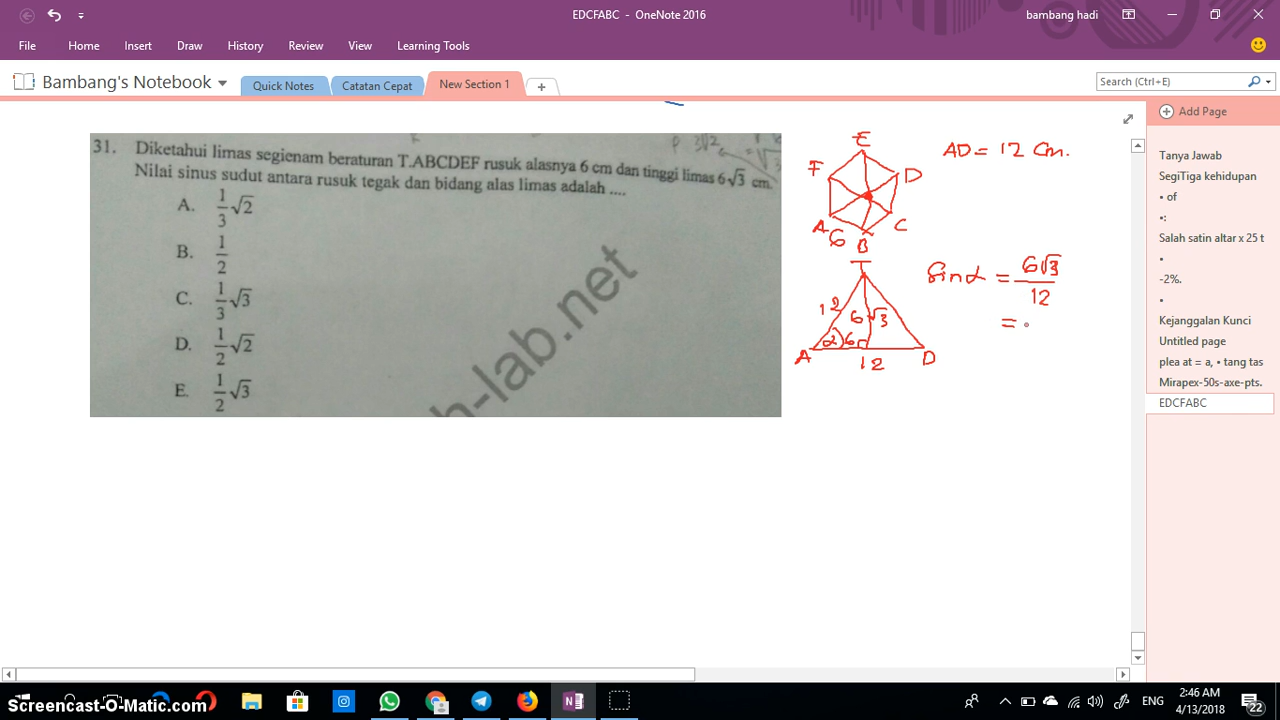 EDCFABC - OneNote 2016
bambang hadi
File Home Insert Draw History Review View Learning Tools
Bambang's Notebook
Quick Notes
Catatan Cepat
New Section 1
Search (Ctrl+E)
Add Page
Tanya Jawab
SegiTiga kehidupan
• of
•:
Salah satin altar x 25 t
•
-2%.
•
Kejanggalan Kunci
Untitled page
plea at = a, • tang tas
Mirapex-50s-axe-pts.
EDCFABC
31. Diketahui limas segienam beraturan T.ABCDEF rusuk alasnya 6 cm dan tinggi limas 6√3 cm.
Nilai sinus sudut antara rusuk tegak dan bidang alas limas adalah ....
A. 1/3 √2
B. 1/2
C. 1/3 √3
D. 1/2 √2
E. 1/2 √3
h-lab.net
E
F
D
A
C
6
B
AD = 12 Cm.
T
12
6√3
α
6
A
12
D
Sin α = 6√3/12
=
Screencast-O-Matic.com
ENG
2:46 AM
4/13/2018
22